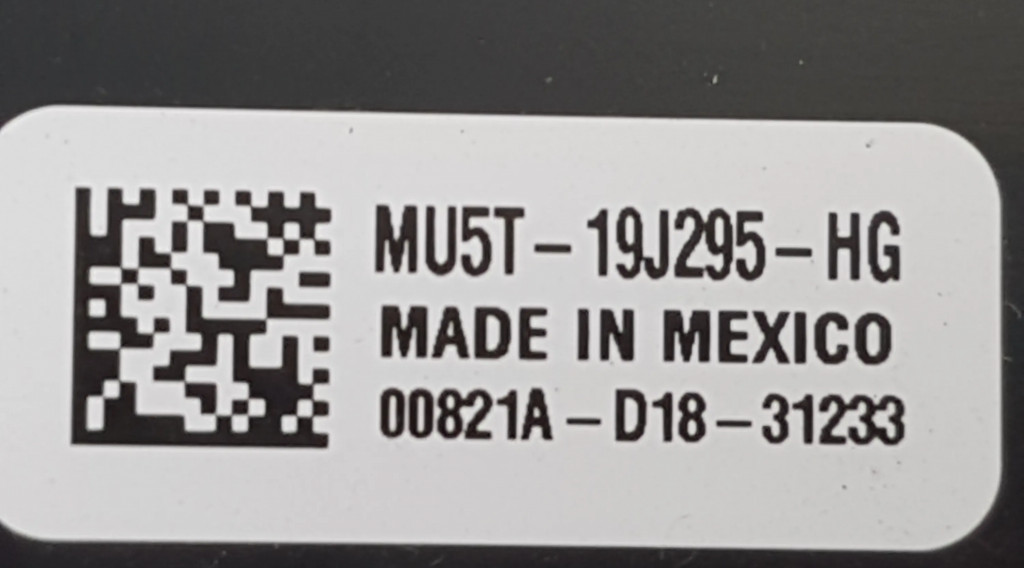 MU5T-19J295-HG
MADE IN MEXICO
00821A-D18-31233